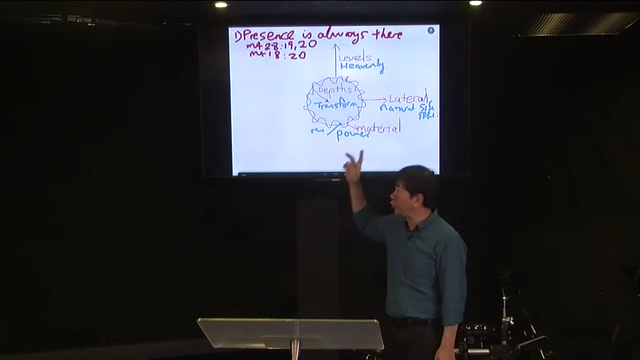 1) Presence is always there
mt 28:19,20
mt 18:20
Levels
Heavenly
Depths
Transform
Lateral
natural
material
power